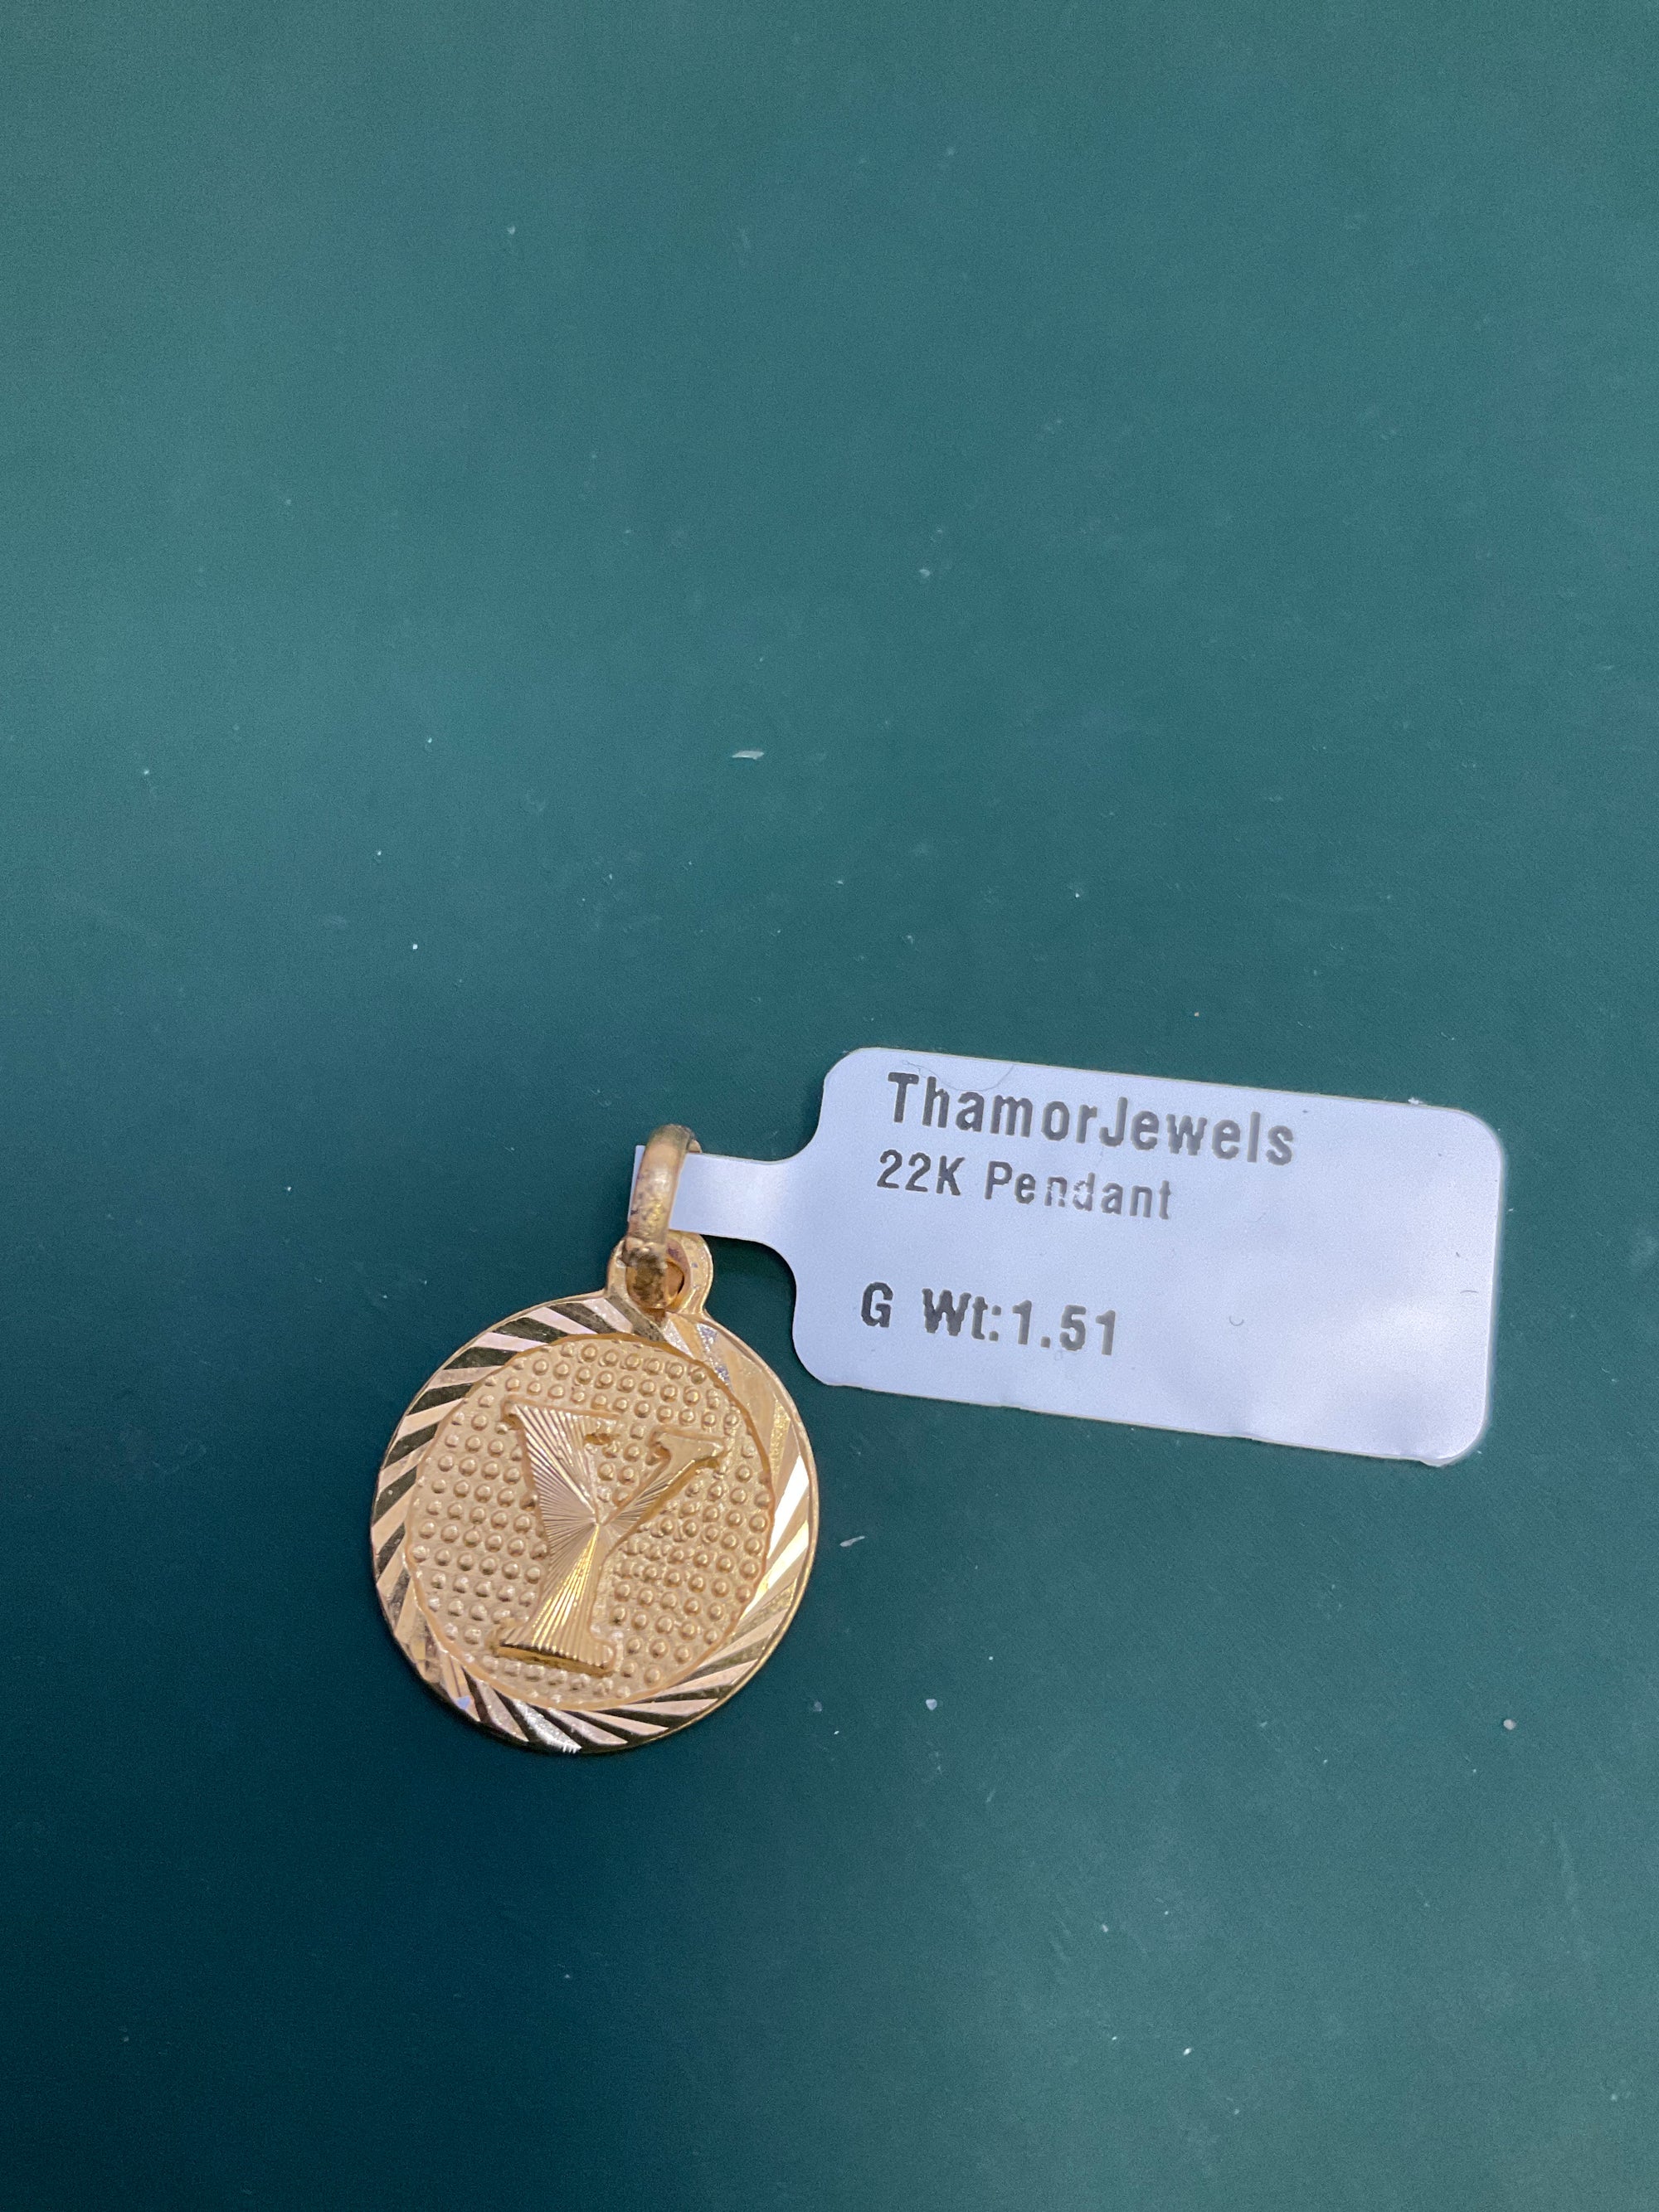 ThamorJewels
22K Pendant
G Wt:1.51
Y